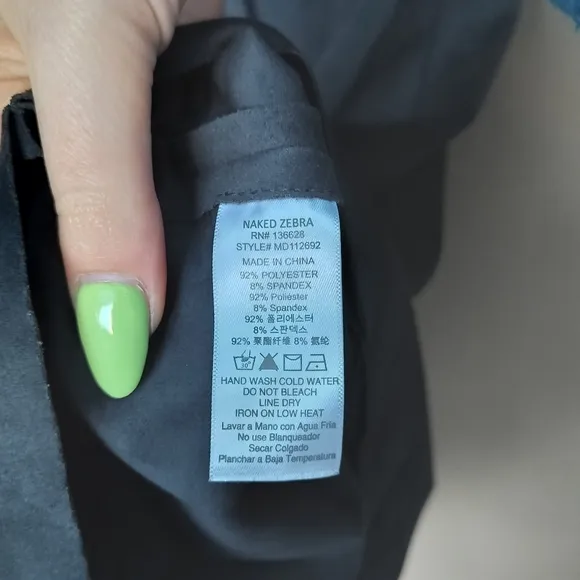 NAKED ZEBRA
RN# 136628
STYLE# MD112692
MADE IN CHINA
92% POLYESTER
8% SPANDEX
92% Poliéster
8% Spandex
92% 폴리에스터
8% 스판덱스
92% 聚酯纤维 8% 氨纶
30°
HAND WASH COLD WATER
DO NOT BLEACH
LINE DRY
IRON ON LOW HEAT
Lavar a Mano con Agua Fria
No use Blanqueador
Secar Colgado
Planchar a Baja Temperatura